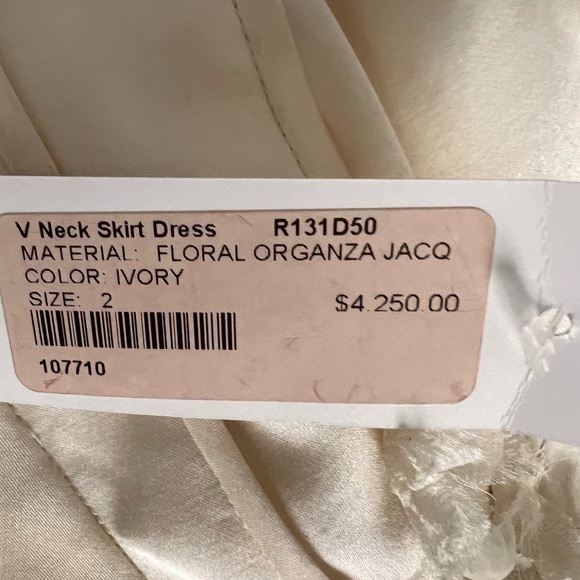 V Neck Skirt Dress R131D50
MATERIAL: FLORAL ORGANZA JACQ
COLOR: IVORY
SIZE: 2 $4,250.00
107710